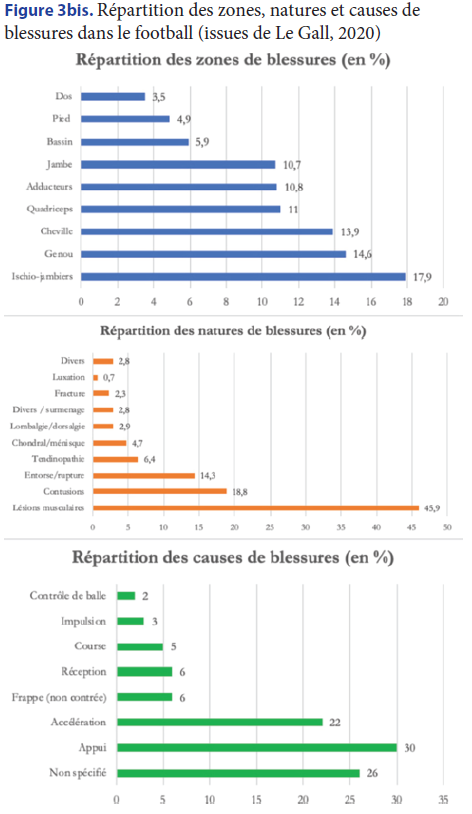 Figure 3bis. Répartition des zones, natures et causes de
blessures dans le football (issues de Le Gall, 2020)
Répartition des zones de blessures (en %)
Dos 3,5
Pied 4,9
Bassin 5,9
Jambe 10,7
Adducteurs 10,8
Quadriceps 11
Cheville 13,9
Genou 14,6
Ischio-jambiers 17,9
0 2 4 6 8 10 12 14 16 18 20
Répartition des natures de blessures (en %)
Divers 2,8
Luxation 0,7
Fracture 2,3
Divers / surmenage 2,8
Lombalgie/dorsalgie 2,9
Chondral/ménisque 4,7
Tendinopathie 6,4
Entorse/rupture 14,3
Contusions 18,8
Lésions musculaires 45,9
0 5 10 15 20 25 30 35 40 45 50
Répartition des causes de blessures (en %)
Contrôle de balle 2
Impulsion 3
Course 5
Réception 6
Frappe (non contrée) 6
Accélération 22
Appui 30
Non spécifié 26
0 5 10 15 20 25 30 35